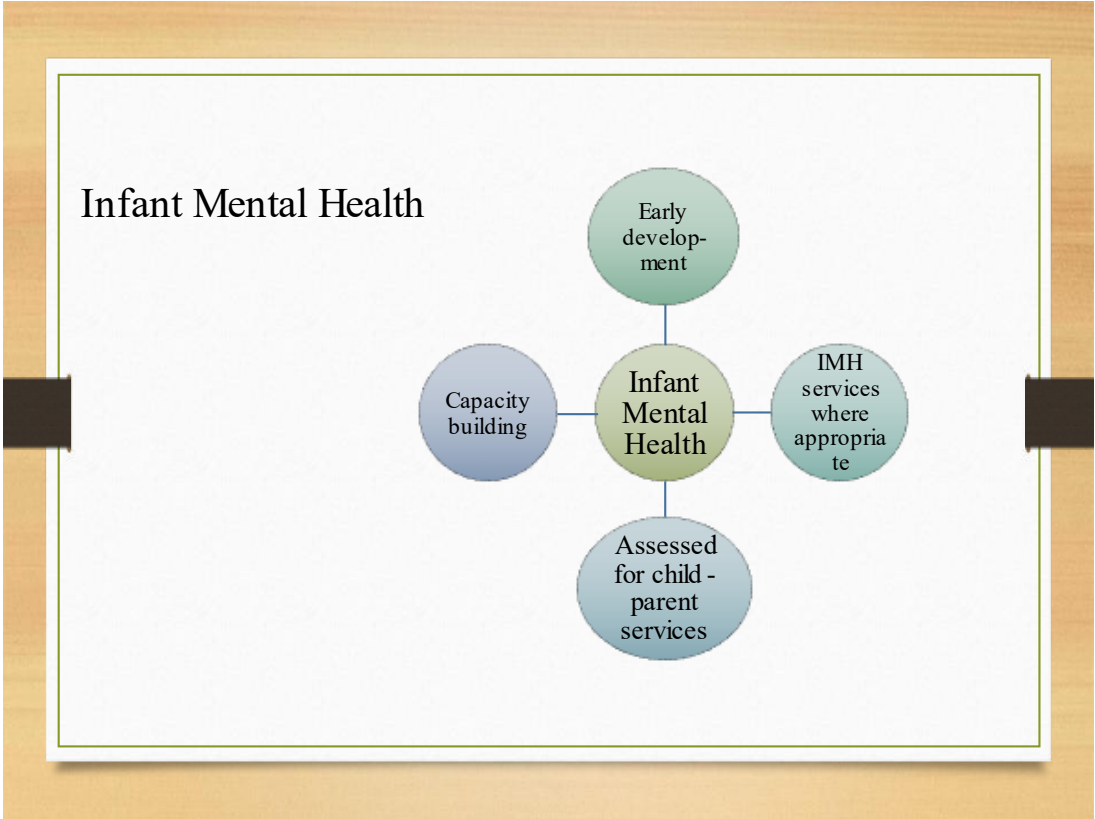 Infant Mental Health
Early
develop-
ment
Capacity
building
Infant
Mental
Health
IMH
services
where
appropria
te
Assessed
for child -
parent
services